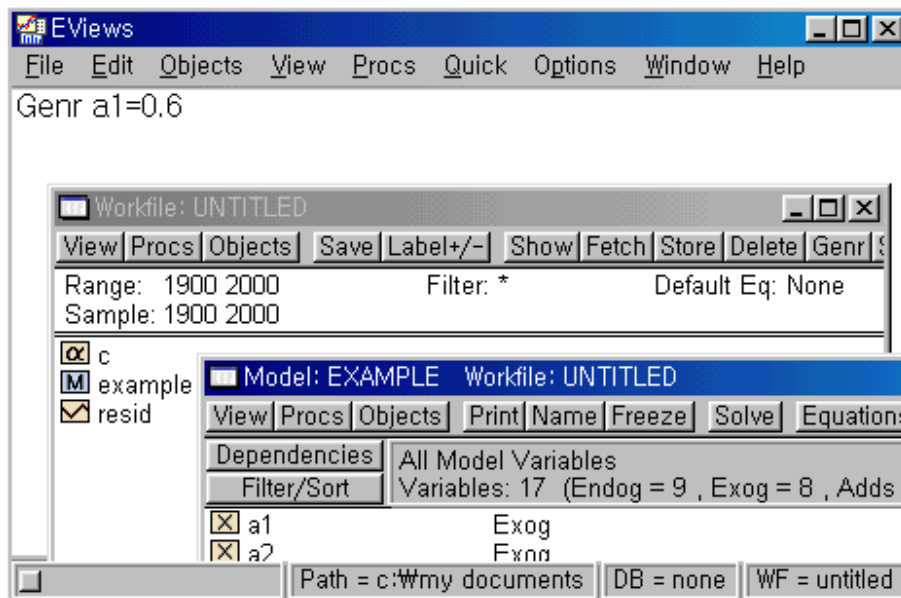 EViews
File Edit Objects View Procs Quick Options Window Help
Genr a1=0.6
Workfile: UNTITLED
View Procs Objects Save Label+/- Show Fetch Store Delete Genr
Range: 1900 2000 Filter: * Default Eq: None
Sample: 1900 2000
c
example
resid
Model: EXAMPLE Workfile: UNTITLED
View Procs Objects Print Name Freeze Solve Equations
Dependencies
Filter/Sort
All Model Variables
Variables: 17 (Endog = 9 , Exog = 8 , Adds
a1 Exog
a2 Exog
Path = c:₩my documents DB = none WF = untitled